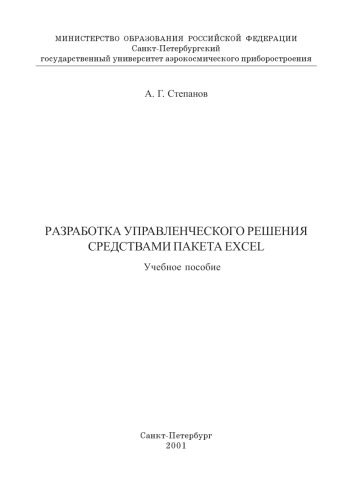 МИНИСТЕРСТВО ОБРАЗОВАНИЯ РОССИЙСКОЙ ФЕДЕРАЦИИ
Санкт-Петербургский
государственный университет аэрокосмического приборостроения
А. Г. Степанов
РАЗРАБОТКА УПРАВЛЕНЧЕСКОГО РЕШЕНИЯ
СРЕДСТВАМИ ПАКЕТА EXCEL
Учебное пособие
Санкт-Петербург
2001